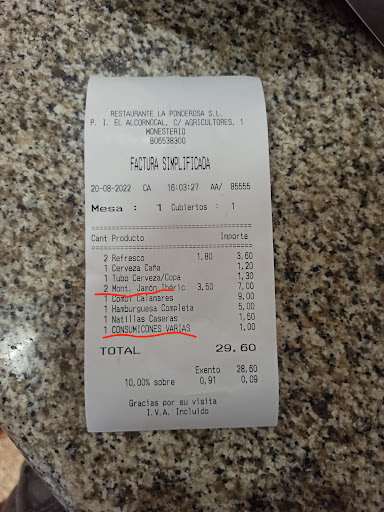 RESTAURANTE LA PONDEROSA S.L.
P. I. EL ALCORNOCAL, C/ AGRICULTORES, 1
MONESTERIO
B06538300
FACTURA SIMPLIFICADA
20-08-2022 CA 16:03:27 AA/ 85555
Mesa : 1 Cubiertos : 1
Cant Producto Importe
2 Refresco 1,80 3,60
1 Cerveza Caña 1,20
1 Tubo Cerveza/Copa 1,30
2 Mont. Jamón Ibéric 3,50 7,00
1 Comul Calamares 9,00
1 Hamburguesa Completa 5,00
1 Natillas Caseras 1,50
1 CONSUMICONES VARIAS 1,00
TOTAL 29,60
Exento 28,60
10,00% sobre 0,91 0,09
Gracias por su visita
I.V.A. Incluido